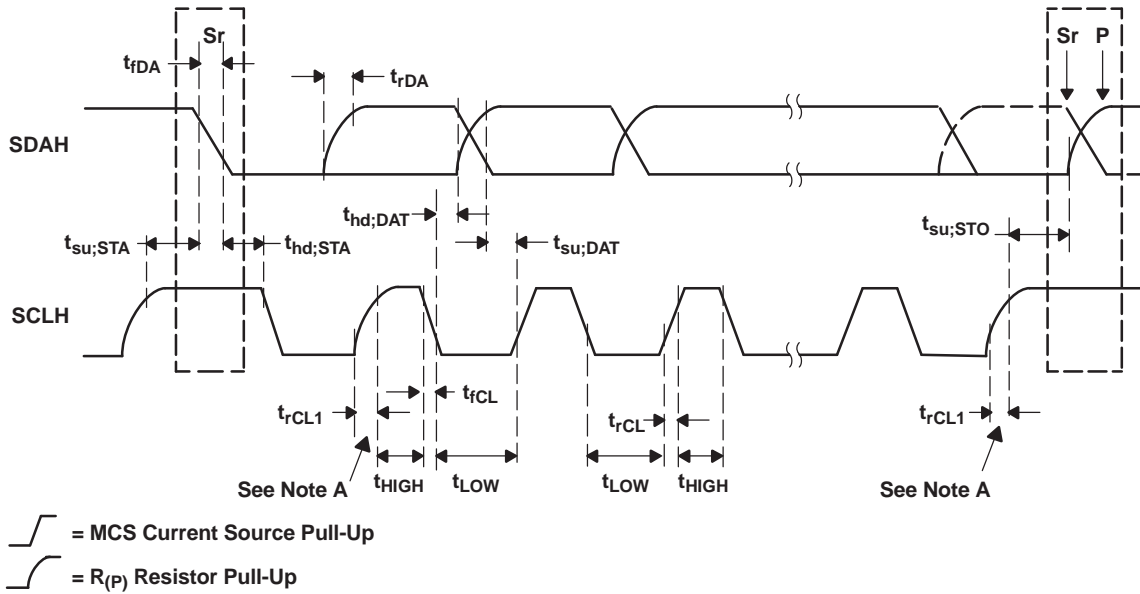 Sr
Sr P
tfDA
trDA
SDAH
thd;DAT
tsu;STA
thd;STA
tsu;DAT
tsu;STO
SCLH
tfCL
trCL1
trCL
trCL1
See Note A
tHIGH
tLOW
tLOW
tHIGH
See Note A
= MCS Current Source Pull-Up
= R(P) Resistor Pull-Up